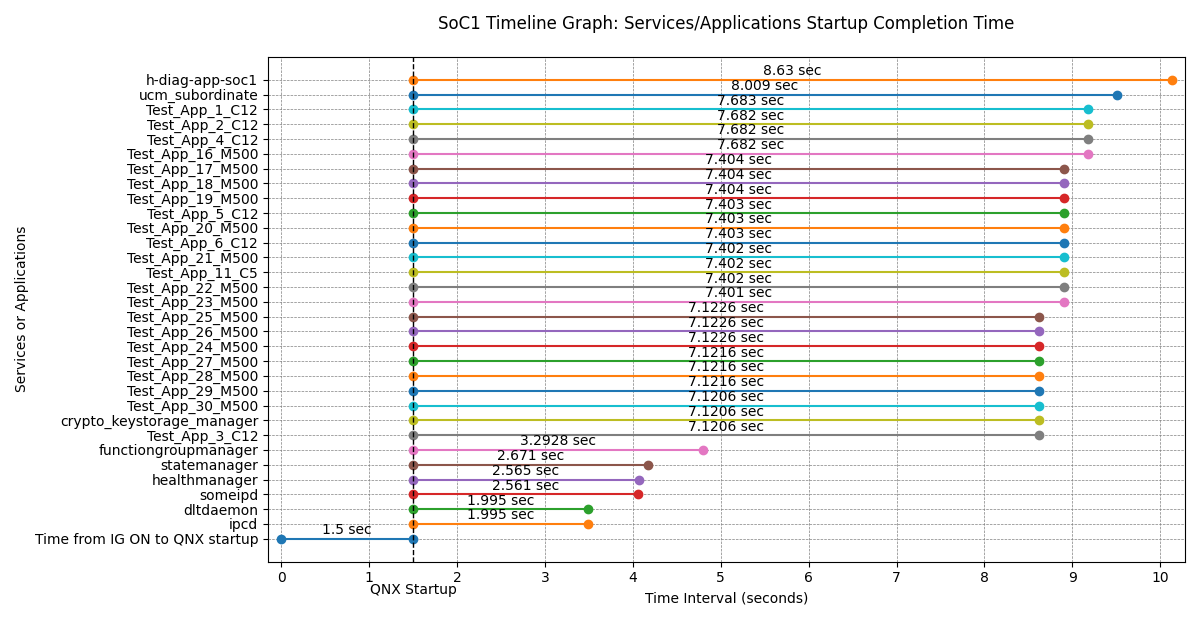 SoC1 Timeline Graph: Services/Applications Startup Completion Time
8.63 sec
h-diag-app-soc1
8.009 sec
ucm_subordinate
7.683 sec
Test_App_1_C12
7.682 sec
Test_App_2_C12
7.682 sec
Test_App_4_C12
7.682 sec
Test_App_16_M500
7.404 sec
Test_App_17_M500
7.404 sec
Test_App_18_M500
7.404 sec
Test_App_19_M500
7.403 sec
Test_App_5_C12
7.403 sec
Test_App_20_M500
7.403 sec
Test_App_6_C12
7.402 sec
Test_App_21_M500
7.402 sec
Test_App_11_C5
7.402 sec
Test_App_22_M500
7.401 sec
Test_App_23_M500
7.1226 sec
Test_App_25_M500
7.1226 sec
Test_App_26_M500
7.1226 sec
Test_App_24_M500
7.1216 sec
Test_App_27_M500
7.1216 sec
Test_App_28_M500
7.1216 sec
Test_App_29_M500
7.1206 sec
Test_App_30_M500
7.1206 sec
crypto_keystorage_manager
7.1206 sec
Test_App_3_C12
3.2928 sec
functiongroupmanager
2.671 sec
statemanager
2.565 sec
healthmanager
2.561 sec
someipd
1.995 sec
dltdaemon
1.995 sec
ipcd
1.5 sec
Time from IG ON to QNX startup
Services or Applications
0 1 2 3 4 5 6 7 8 9 10
QNX Startup
Time Interval (seconds)